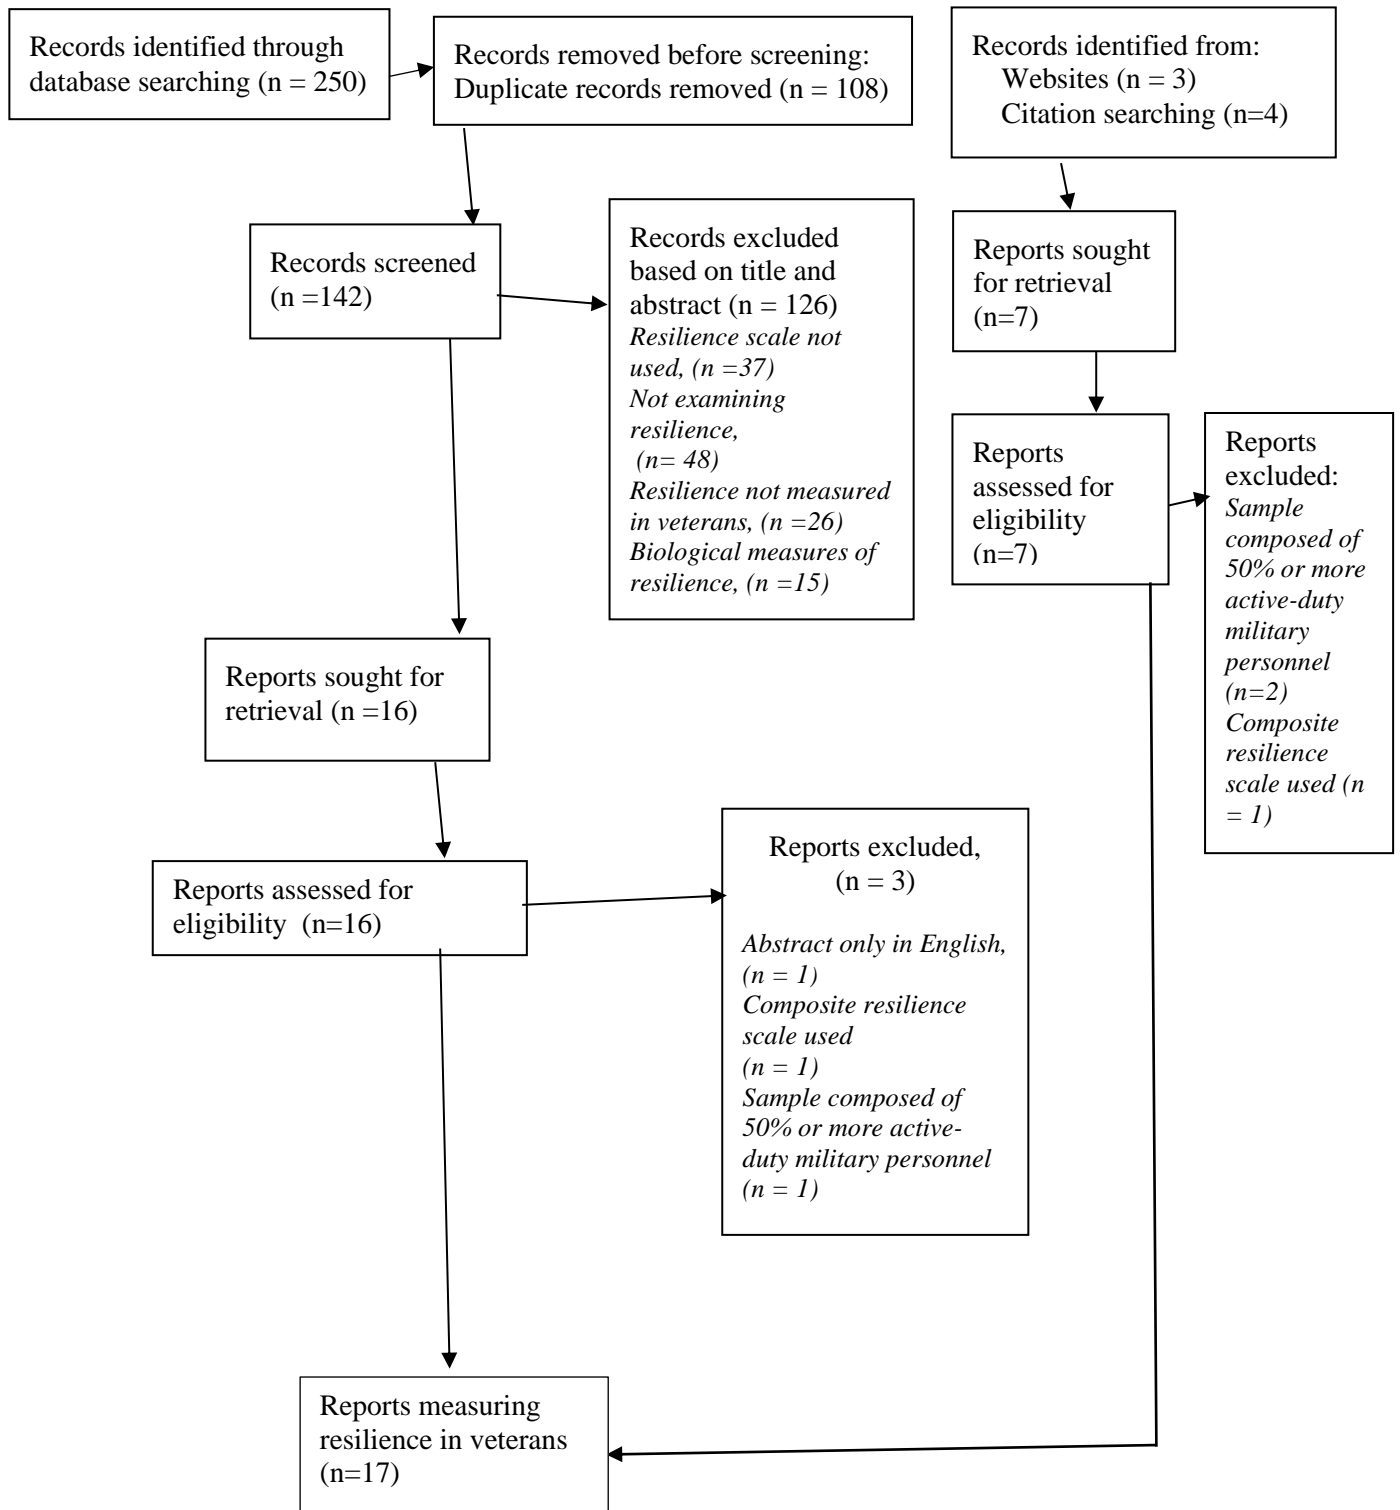 Records identified through
database searching (n = 250)
Records removed before screening:
Duplicate records removed (n = 108)
Records identified from:
Websites (n = 3)
Citation searching (n=4)
Records screened
(n =142)
Records excluded
based on title and
abstract (n = 126)
Resilience scale not
used, (n =37)
Not examining
resilience,
(n= 48)
Resilience not measured
in veterans, (n =26)
Biological measures of
resilience, (n =15)
Reports sought
for retrieval
(n=7)
Reports
assessed for
eligibility
(n=7)
Reports
excluded:
Sample
composed of
50% or more
active-duty
military
personnel
(n=2)
Composite
resilience
scale used (n
= 1)
Reports sought for
retrieval (n =16)
Reports assessed for
eligibility  (n=16)
Reports excluded,
(n = 3)
Abstract only in English,
(n = 1)
Composite resilience
scale used
(n = 1)
Sample composed of
50% or more active-
duty military personnel
(n = 1)
Reports measuring
resilience in veterans
(n=17)